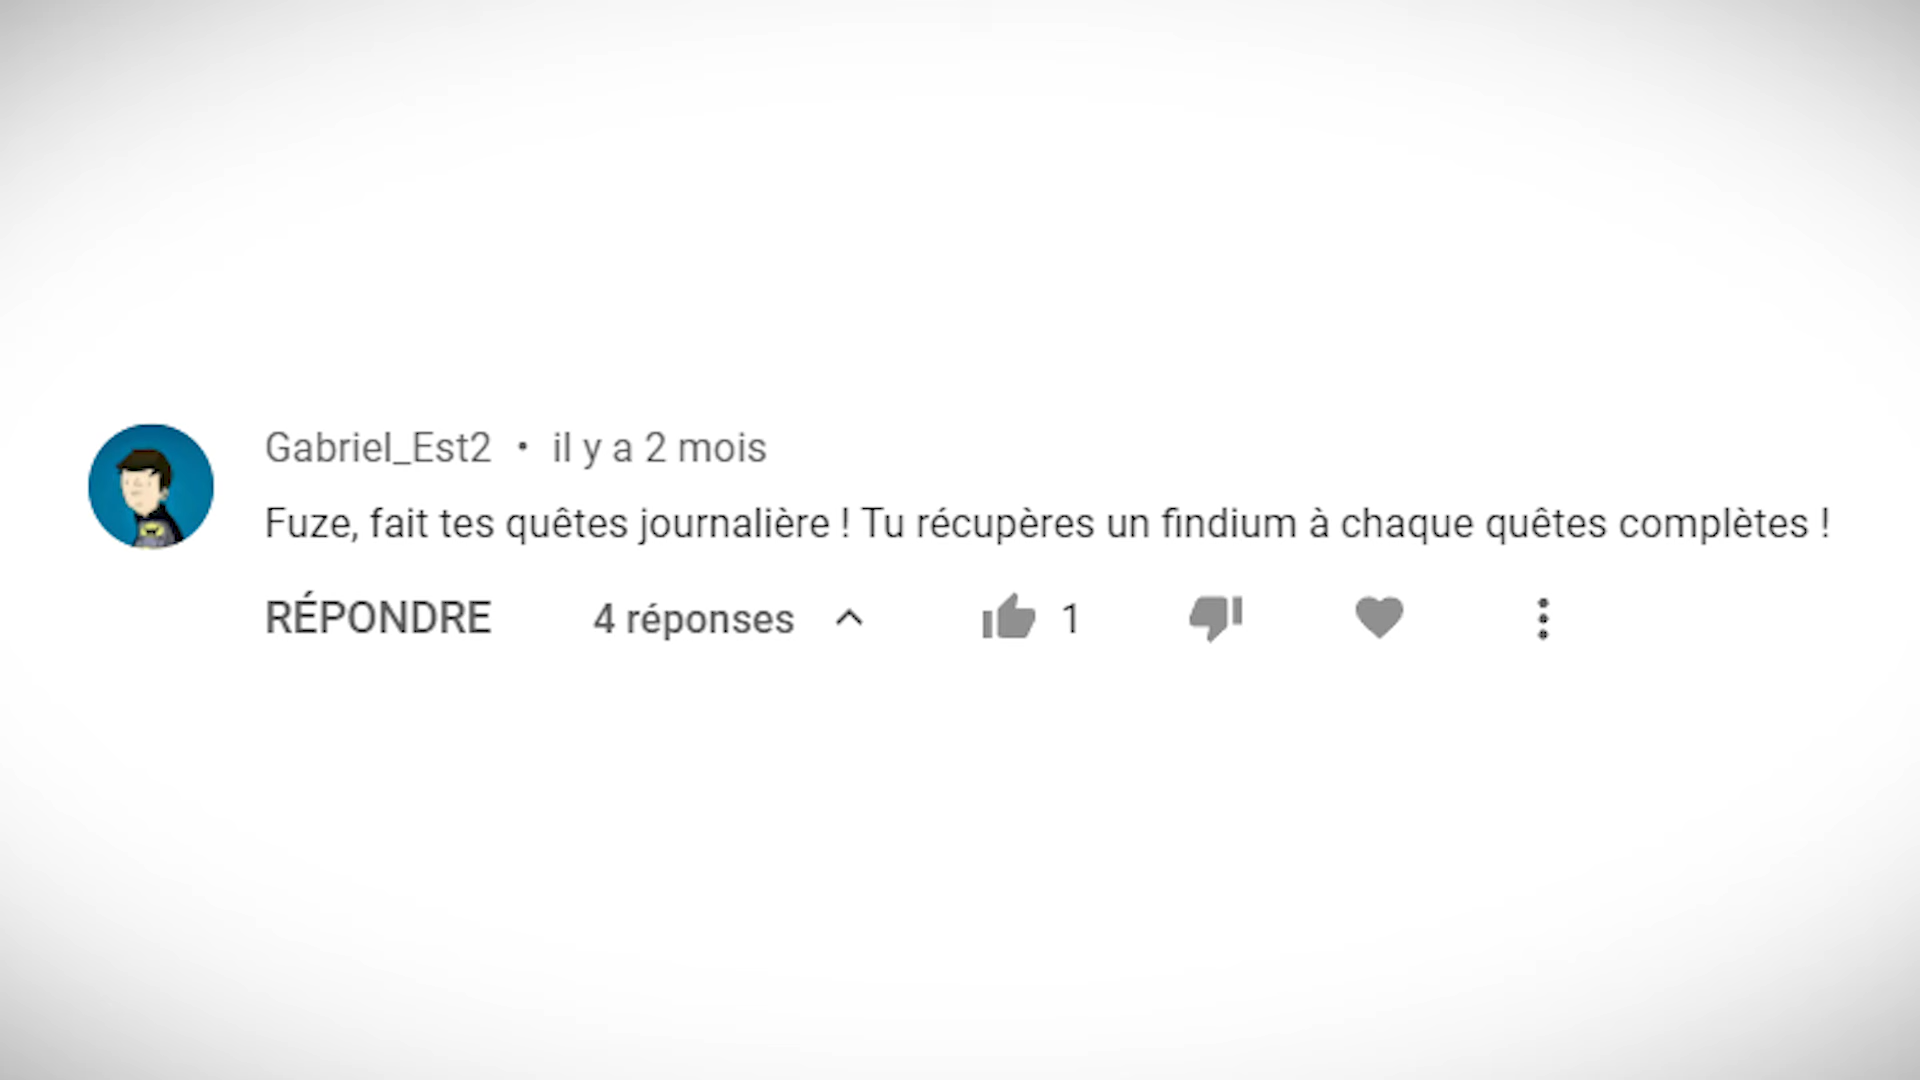 Gabriel_Est2 • il y a 2 mois
Fuze, fait tes quêtes journalière ! Tu récupères un findium à chaque quêtes complètes !
RÉPONDRE 4 réponses 1